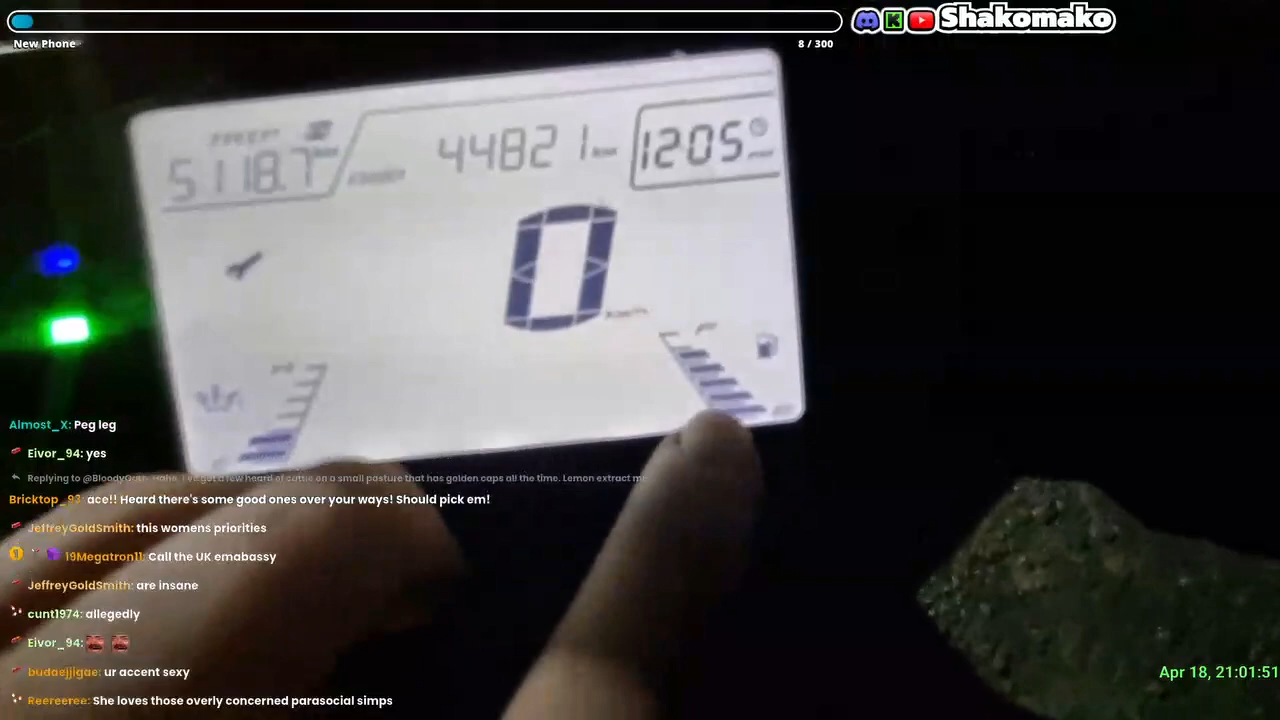 Shakomako
New Phone
8 / 300
5118.7
44821
1205
0
km/h
Almost_X: Peg leg
Eivor_94: yes
Bricktop_93: ace!! Heard there's some good ones over your ways! Should pick em!
JeffreyGoldSmith: this womens priorities
19Megatron11: Call the UK emabassy
JeffreyGoldSmith: are insane
cunt1974: allegedly
Eivor_94:
ur accent sexy
Reereeree: She loves those overly concerned parasocial simps
Apr 18, 21:01:51